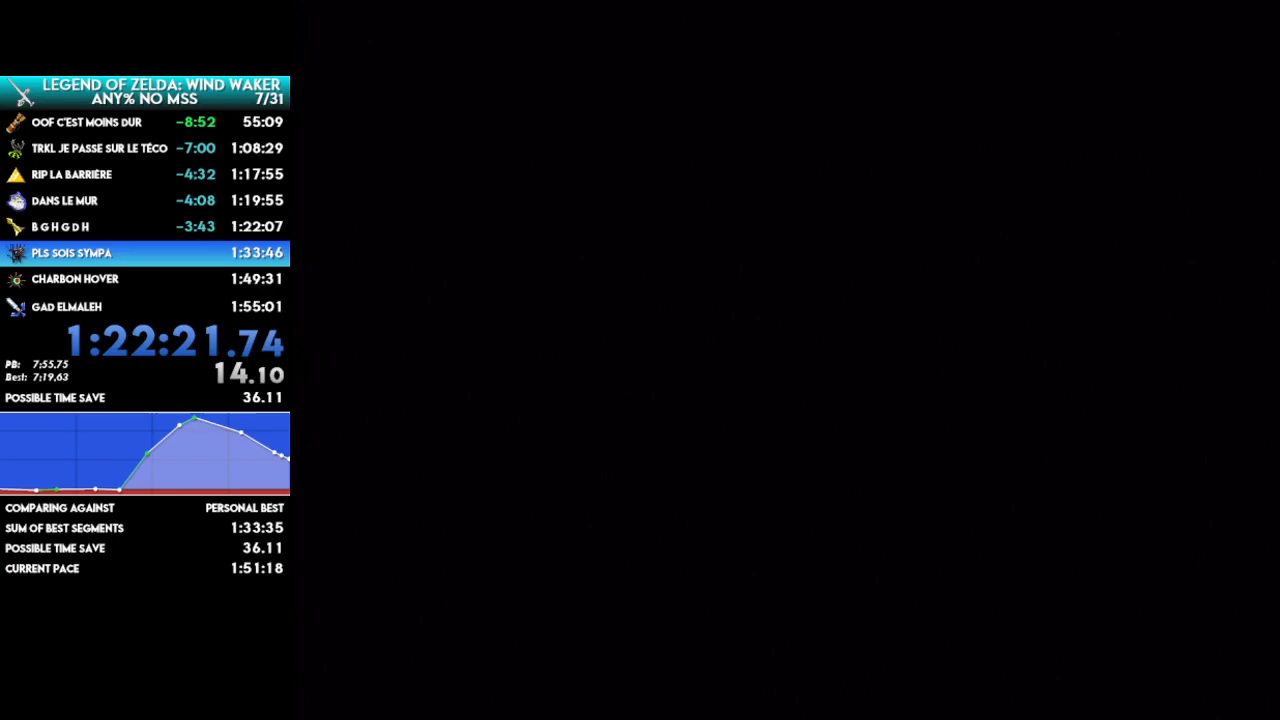 LEGEND OF ZELDA: WIND WAKER
ANY% NO MSS 7/31
OOF C'EST MOINS DUR -8:52 55:09
TRKL JE PASSE SUR LE TÉCO -7:00 1:08:29
RIP LA BARRIÈRE -4:32 1:17:55
DANS LE MUR -4:08 1:19:55
B G H G D H -3:43 1:22:07
PLS SOIS SYMPA 1:33:46
CHARBON HOVER 1:49:31
GAD ELMALEH 1:55:01
1:22:21.74
PB: 7:55.75
14.10
Best: 7:19.63
POSSIBLE TIME SAVE 36.11
COMPARING AGAINST PERSONAL BEST
SUM OF BEST SEGMENTS 1:33:35
POSSIBLE TIME SAVE 36.11
CURRENT PACE 1:51:18